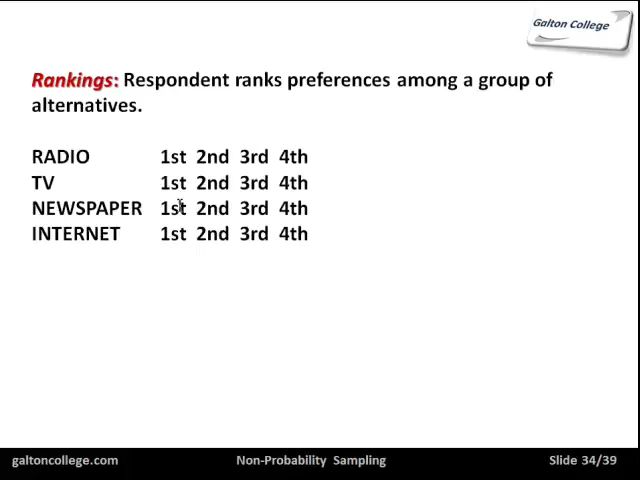 Galton College
Rankings: Respondent ranks preferences among a group of
alternatives.
RADIO 1st 2nd 3rd 4th
TV 1st 2nd 3rd 4th
NEWSPAPER 1st 2nd 3rd 4th
INTERNET 1st 2nd 3rd 4th
galtoncollege.com Non-Probability Sampling Slide 34/39